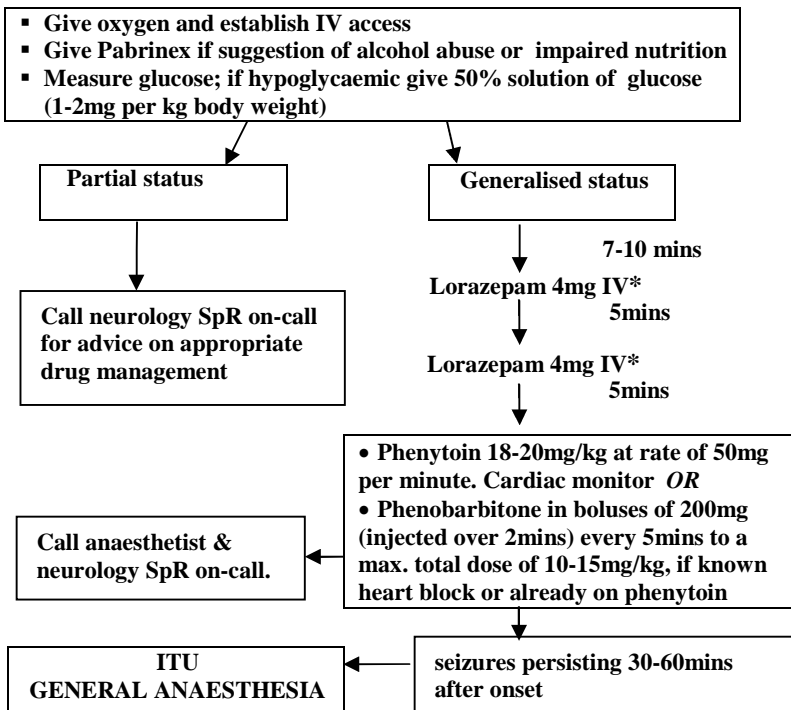 ▪ Give oxygen and establish IV access
▪ Give Pabrinex if suggestion of alcohol abuse or impaired nutrition
▪ Measure glucose; if hypoglycaemic give 50% solution of glucose
(1-2mg per kg body weight)
Partial status
Generalised status
7-10 mins
Lorazepam 4mg IV*
5mins
Call neurology SpR on-call
for advice on appropriate
drug management
Lorazepam 4mg IV*
5mins
• Phenytoin 18-20mg/kg at rate of 50mg
per minute. Cardiac monitor OR
• Phenobarbitone in boluses of 200mg
(injected over 2mins) every 5mins to a
max. total dose of 10-15mg/kg, if known
heart block or already on phenytoin
Call anaesthetist &
neurology SpR on-call.
seizures persisting 30-60mins
after onset
ITU
GENERAL ANAESTHESIA